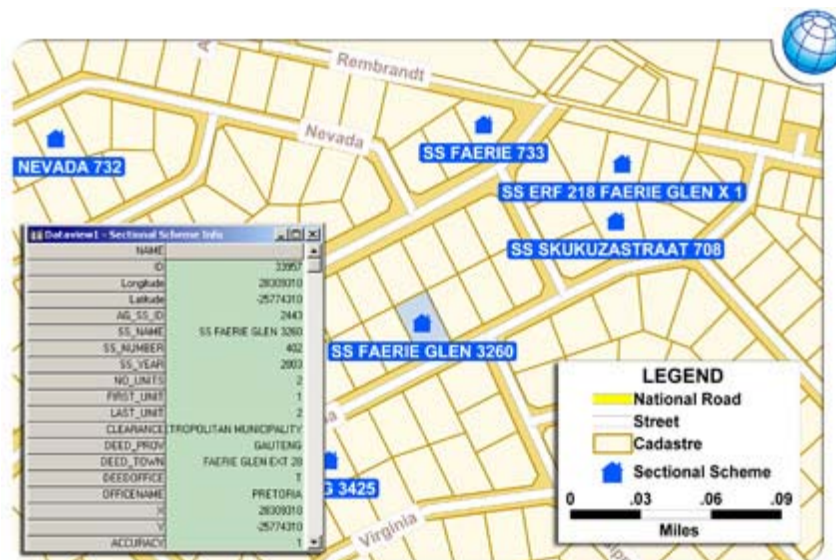 Rembrandt
Nevada
SS FAERIE 733
NEVADA 732
SS ERF 218 FAERIE GLEN X 1
SS SKUKUZASTRAAT 708
SS FAERIE GLEN 3260
Dataview1 - Sectional Scheme Info
NAME
ID 33957
Longitude 28309310
Latitude -25774310
AG_SS_ID 2443
SS_NAME SS FAERIE GLEN 3260
SS_NUMBER 402
SS_YEAR 2003
NO_UNITS 2
FIRST_UNIT 1
LAST_UNIT 2
CLEARANCE TROPOLITAN MUNICIPALITY
DEED_PROV GAUTENG
DEED_TOWN FAERIE GLEN EXT 28
DEEDOFFICE T
OFFICENAME PRETORIA
X 28309310
Y -25774310
ACCURACY 1
G 3425
Virginia
LEGEND
National Road
Street
Cadastre
Sectional Scheme
0 .03 .06 .09
Miles